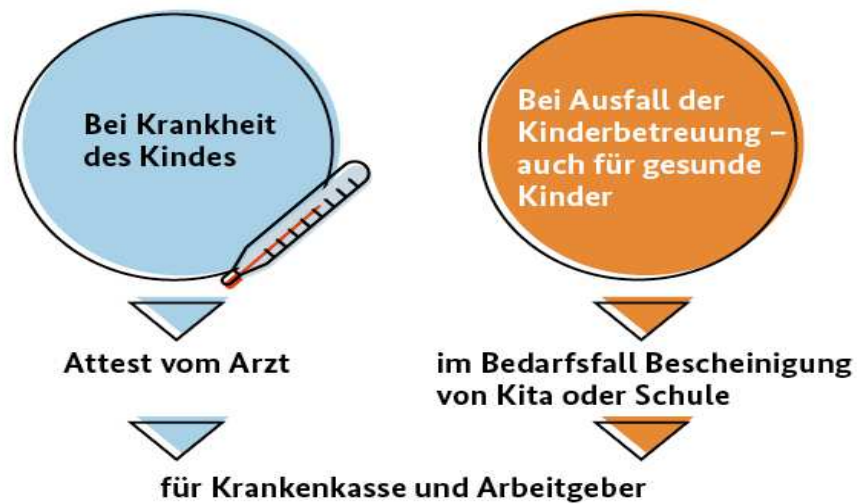 Bei Krankheit
des Kindes
Bei Ausfall der
Kinderbetreuung –
auch für gesunde
Kinder
Attest vom Arzt
im Bedarfsfall Bescheinigung
von Kita oder Schule
für Krankenkasse und Arbeitgeber